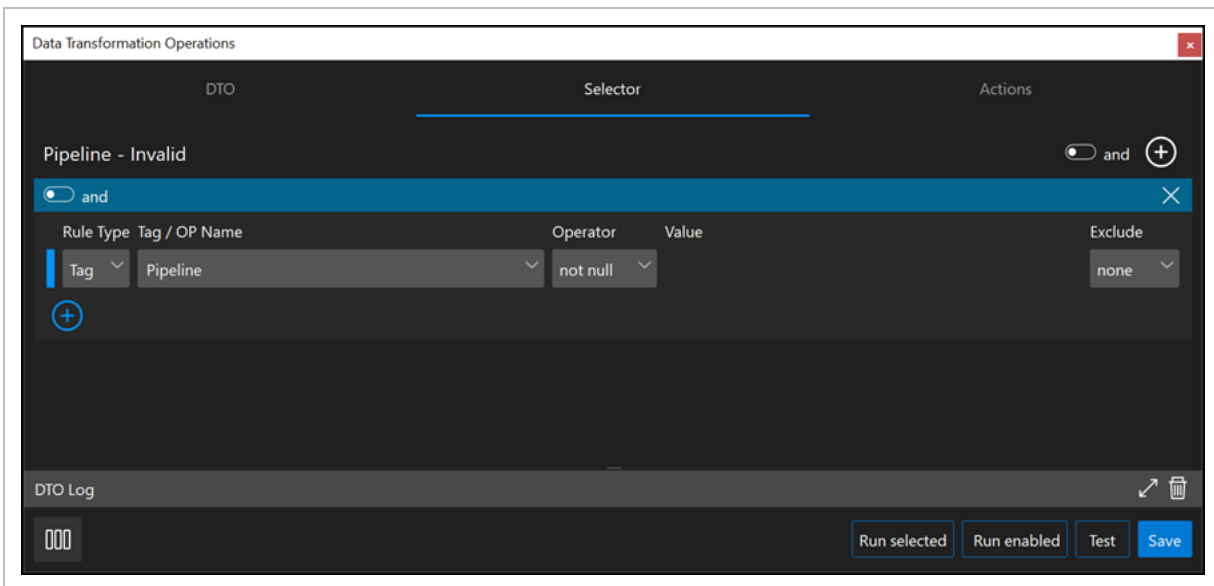 Data Transformation Operations
DTO Selector Actions
Pipeline - Invalid and
and
Rule Type Tag / OP Name Operator Value Exclude
Tag Pipeline not null none
DTO Log
Run selected Run enabled Test Save